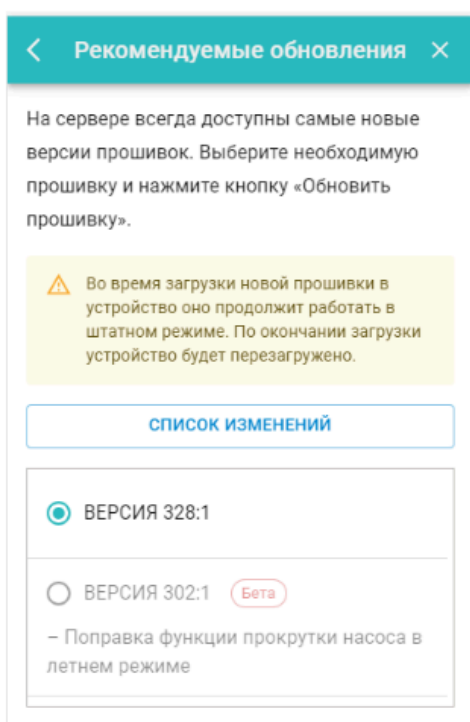 Рекомендуемые обновления
На сервере всегда доступны самые новые
версии прошивок. Выберите необходимую
прошивку и нажмите кнопку «Обновить
прошивку».
Во время загрузки новой прошивки в
устройство оно продолжит работать в
штатном режиме. По окончании загрузки
устройство будет перезагружено.
СПИСОК ИЗМЕНЕНИЙ
ВЕРСИЯ 328:1
ВЕРСИЯ 302:1 Бета
– Поправка функции прокрутки насоса в
летнем режиме